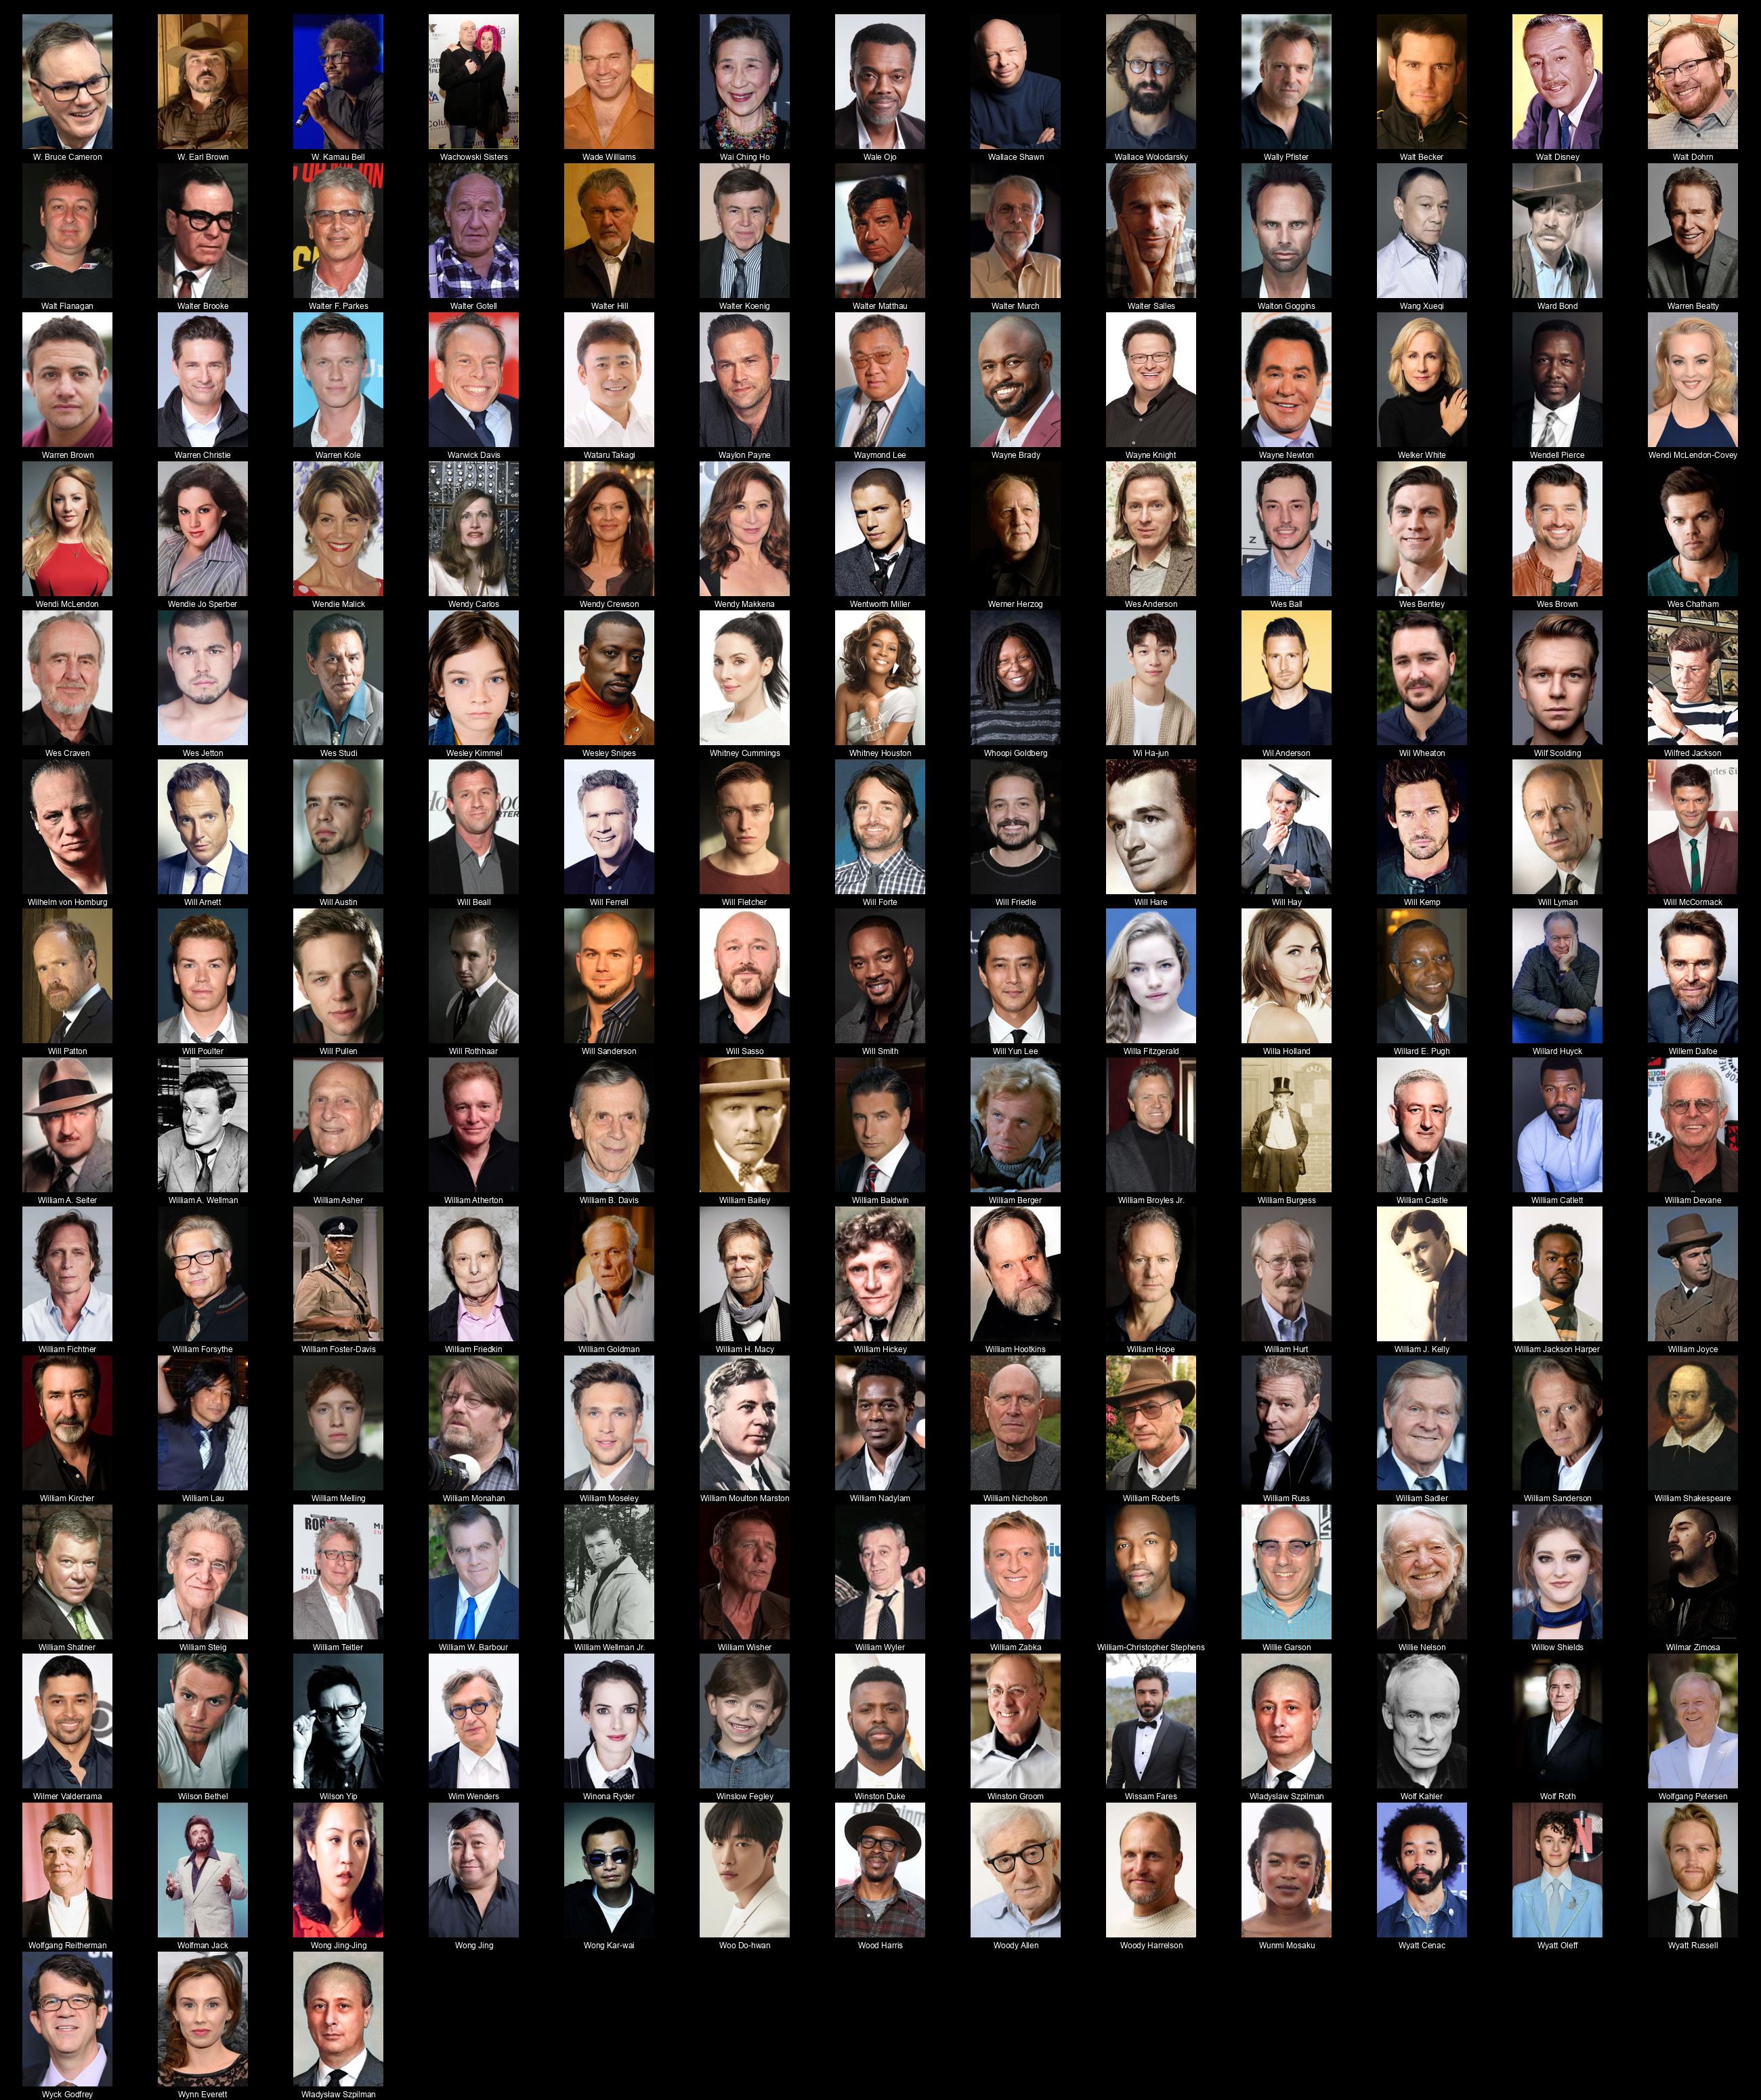 W. Bruce Cameron
W. Earl Brown
W. Kamau Bell
Wachowski Sisters
Wade Williams
Wai Ching Ho
Wale Ojo
Wallace Shawn
Wallace Wolodarsky
Wally Pfister
Walt Becker
Walt Disney
Walt Dohrn
Walt Flanagan
Walter Brooke
Walter F. Parkes
Walter Gotell
Walter Hill
Walter Koenig
Walter Matthau
Walter Murch
Walter Salles
Walton Goggins
Wang Xueqi
Ward Bond
Warren Beatty
Warren Brown
Warren Christie
Warren Kole
Warwick Davis
Wataru Takagi
Waylon Payne
Waymond Lee
Wayne Brady
Wayne Knight
Wayne Newton
Welker White
Wendell Pierce
Wendi McLendon-Covey
Wendi McLendon
Wendie Jo Sperber
Wendie Malick
Wendy Carlos
Wendy Crewson
Wendy Makkena
Wentworth Miller
Werner Herzog
Wes Anderson
Wes Ball
Wes Bentley
Wes Brown
Wes Chatham
Wes Craven
Wes Jetton
Wes Studi
Wesley Kimmel
Wesley Snipes
Whitney Cummings
Whitney Houston
Whoopi Goldberg
Wi Ha-jun
Wil Anderson
Wil Wheaton
Wilf Scolding
Wilfred Jackson
Wilhelm von Homburg
Will Arnett
Will Austin
Will Beall
Will Ferrell
Will Fletcher
Will Forte
Will Friedle
Will Hare
Will Hay
Will Kemp
Will Lyman
Will McCormack
Will Patton
Will Poulter
Will Pullen
Will Rothhaar
Will Sanderson
Will Sasso
Will Smith
Will Yun Lee
Willa Fitzgerald
Willa Holland
Willard E. Pugh
Willard Huyck
Willem Dafoe
William A. Seiter
William A. Wellman
William Asher
William Atherton
William B. Davis
William Bailey
William Baldwin
William Berger
William Broyles Jr.
William Burgess
William Castle
William Catlett
William Devane
William Fichtner
William Forsythe
William Foster-Davis
William Friedkin
William Goldman
William H. Macy
William Hickey
William Hootkins
William Hope
William Hurt
William J. Kelly
William Jackson Harper
William Joyce
William Kircher
William Lau
William Melling
William Monahan
William Moseley
William Moulton Marston
William Nadylam
William Nicholson
William Roberts
William Russ
William Sadler
William Sanderson
William Shakespeare
William Shatner
William Steig
William Teitler
William W. Barbour
William Wellman Jr.
William Wisher
William Wyler
William Zabka
William-Christopher Stephens
Willie Garson
Willie Nelson
Willow Shields
Wilmar Zimosa
Wilmer Valderrama
Wilson Bethel
Wilson Yip
Wim Wenders
Winona Ryder
Winslow Fegley
Winston Duke
Winston Groom
Wissam Fares
Wladyslaw Szpilman
Wolf Kahler
Wolf Roth
Wolfgang Petersen
Wolfgang Reitherman
Wolfman Jack
Wong Jing-Jing
Wong Jing
Wong Kar-wai
Woo Do-hwan
Wood Harris
Woody Allen
Woody Harrelson
Wunmi Mosaku
Wyatt Cenac
Wyatt Oleff
Wyatt Russell
Wyck Godfrey
Wynn Everett
Władysław Szpilman